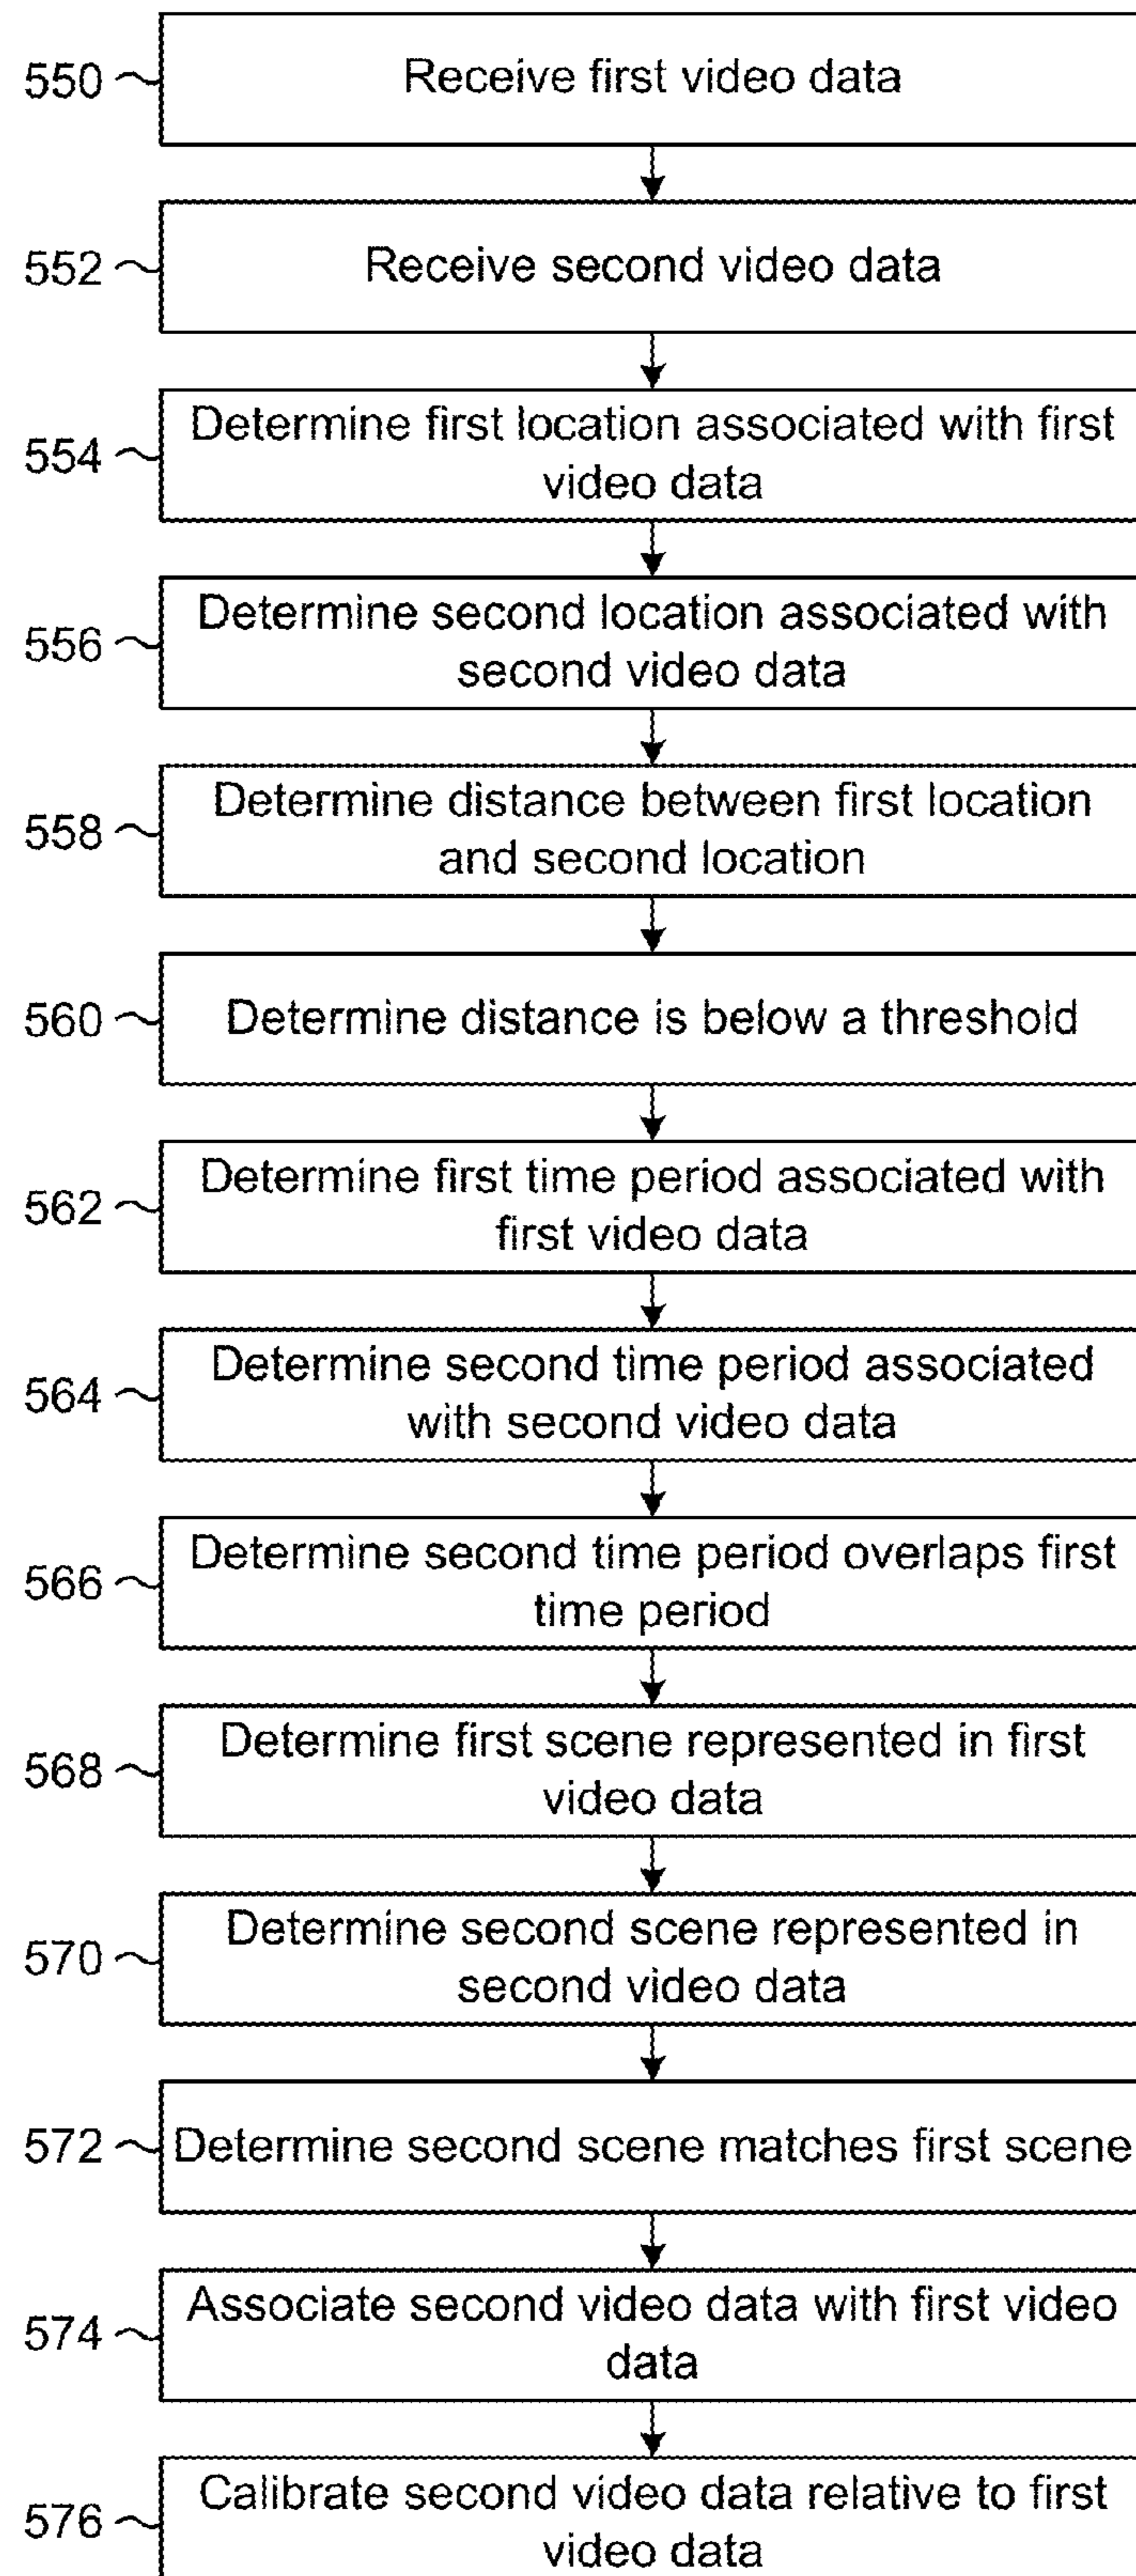 550
Receive first video data
552
Receive second video data
554
Determine first location associated with first
video data
556
Determine second location associated with
second video data
558
Determine distance between first location
and second location
560
Determine distance is below a threshold
562
Determine first time period associated with
first video data
564
Determine second time period associated
with second video data
566
Determine second time period overlaps first
time period
568
Determine first scene represented in first
video data
570
Determine second scene represented in
second video data
572
Determine second scene matches first scene
574
Associate second video data with first video
data
576
Calibrate second video data relative to first
video data